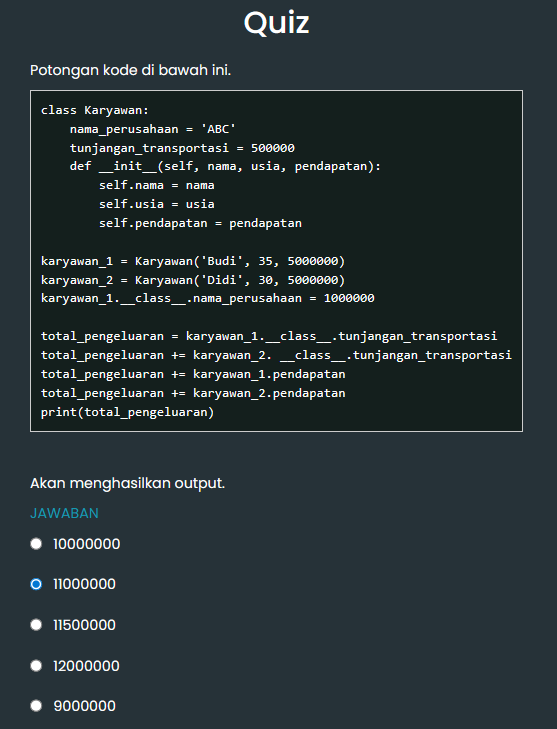 Quiz
Potongan kode di bawah ini.
class Karyawan:
    nama_perusahaan = 'ABC'
    tunjangan_transportasi = 500000
    def __init__(self, nama, usia, pendapatan):
        self.nama = nama
        self.usia = usia
        self.pendapatan = pendapatan
karyawan_1 = Karyawan('Budi', 35, 5000000)
karyawan_2 = Karyawan('Didi', 30, 5000000)
karyawan_1.__class__.nama_perusahaan = 1000000
total_pengeluaran = karyawan_1.__class__.tunjangan_transportasi
total_pengeluaran += karyawan_2. __class__.tunjangan_transportasi
total_pengeluaran += karyawan_1.pendapatan
total_pengeluaran += karyawan_2.pendapatan
print(total_pengeluaran)
Akan menghasilkan output.
JAWABAN
10000000
11000000
11500000
12000000
9000000